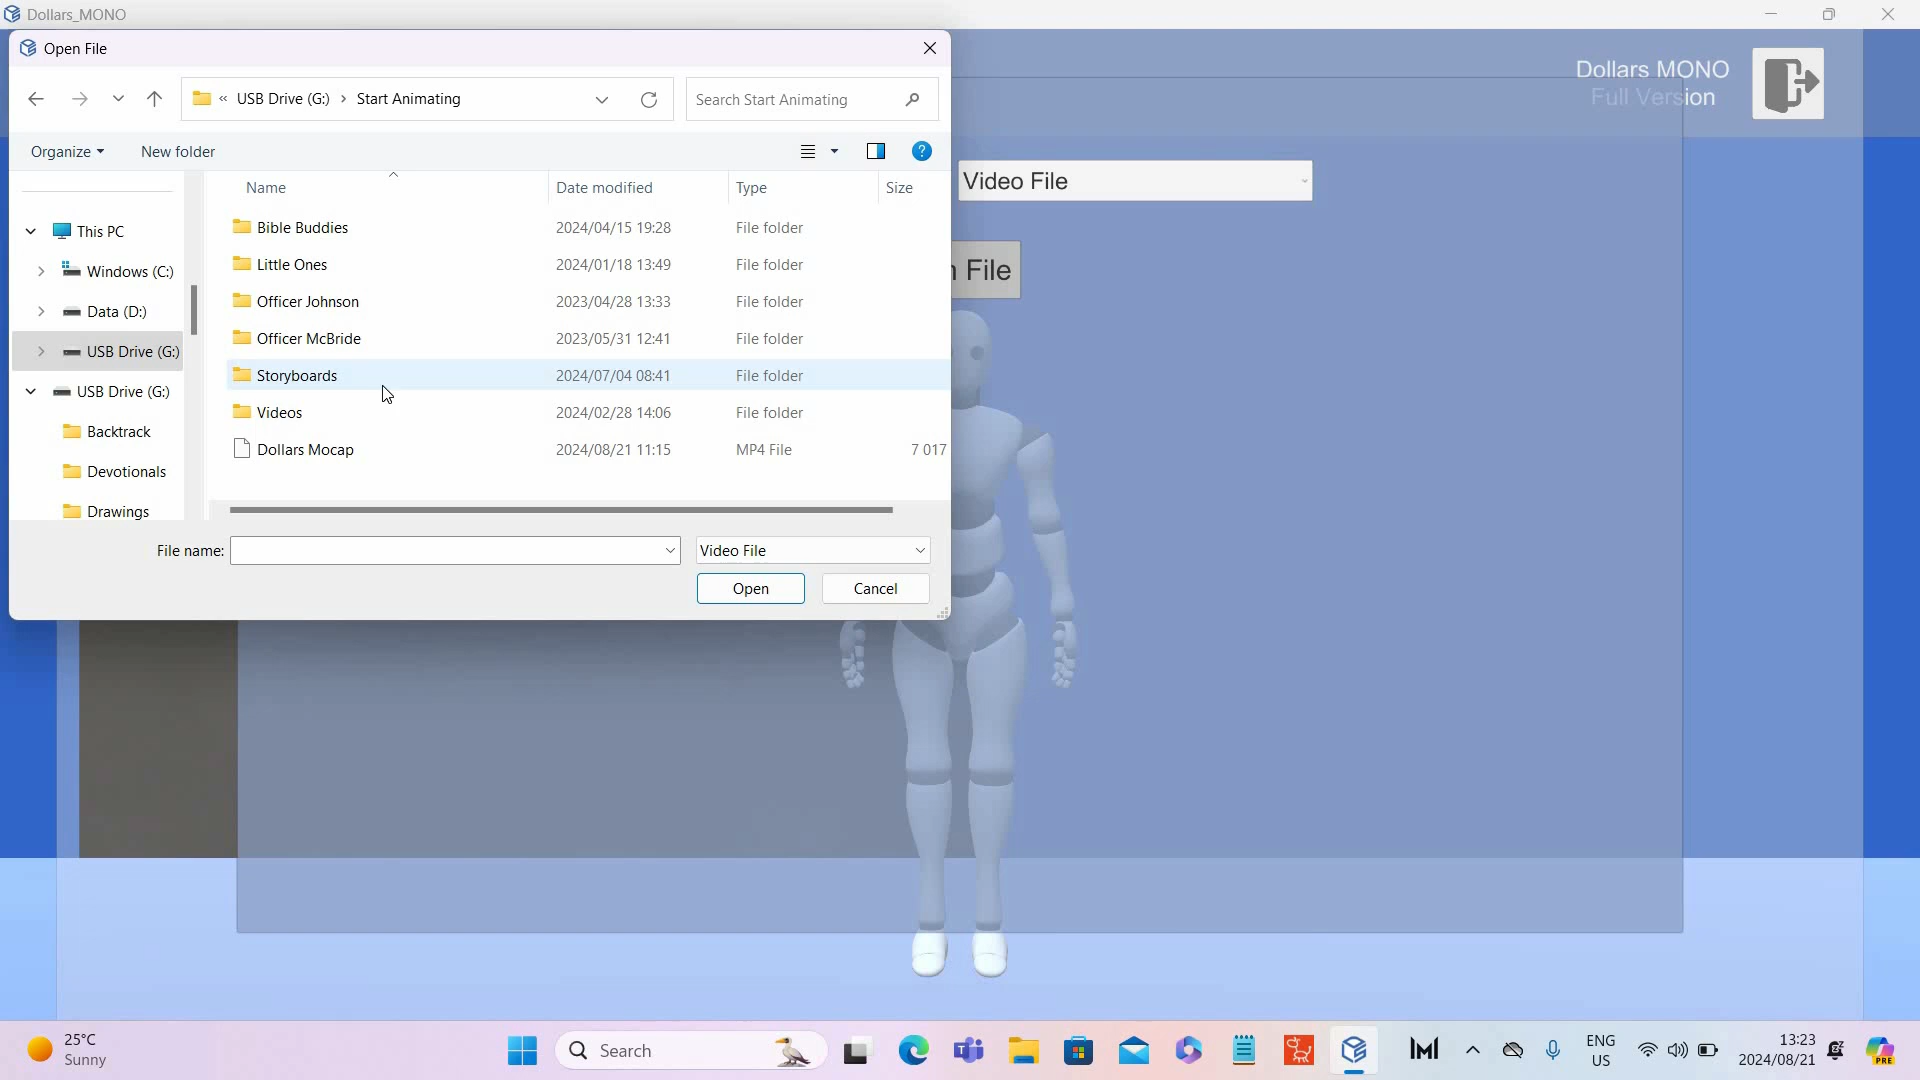 Dollars_MONO
Open File
Dollars MONO
Full Version
« USB Drive (G:) › Start Animating
Search Start Animating
Organize
New folder
Name
Date modified
Type
Size
Video File
This PC
Windows (C:)
Data (D:)
USB Drive (G:)
USB Drive (G:)
Backtrack
Devotionals
Drawings
Bible Buddies 2024/04/15 19:28 File folder
Little Ones 2024/01/18 13:49 File folder
Officer Johnson 2023/04/28 13:33 File folder
Officer McBride 2023/05/31 12:41 File folder
Storyboards 2024/07/04 08:41 File folder
Videos 2024/02/28 14:06 File folder
Dollars Mocap 2024/08/21 11:15 MP4 File 7 017
File
File name:
Video File
Open
Cancel
25°C
Sunny
Search
ENG
US
13:23
2024/08/21
PRE